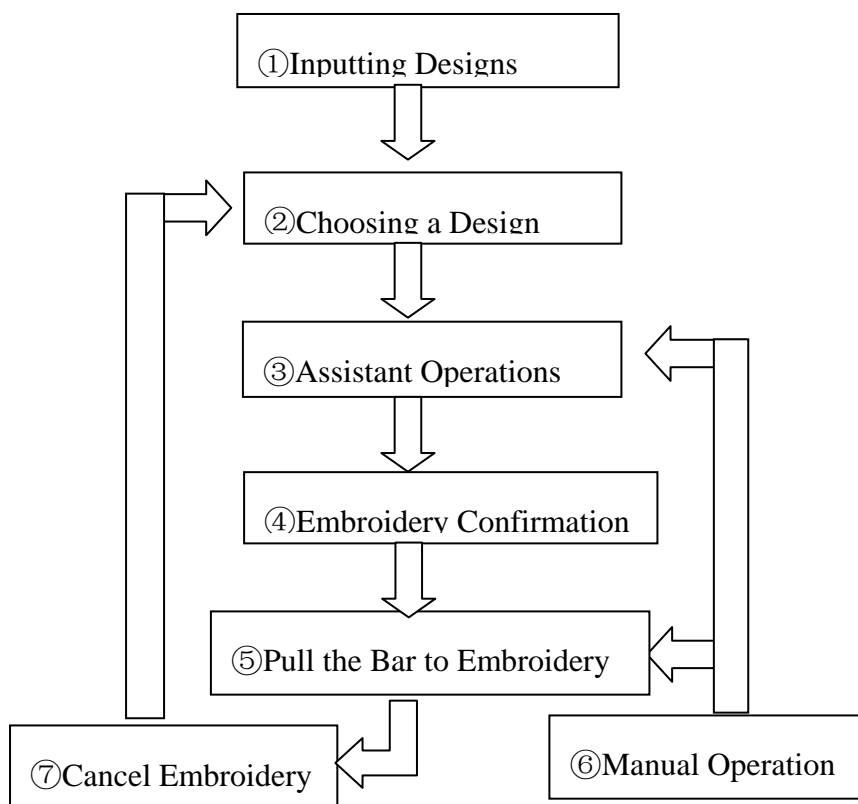 ①Inputting Designs
②Choosing a Design
③Assistant Operations
④Embroidery Confirmation
⑤Pull the Bar to Embroidery
⑥Manual Operation
⑦Cancel Embroidery